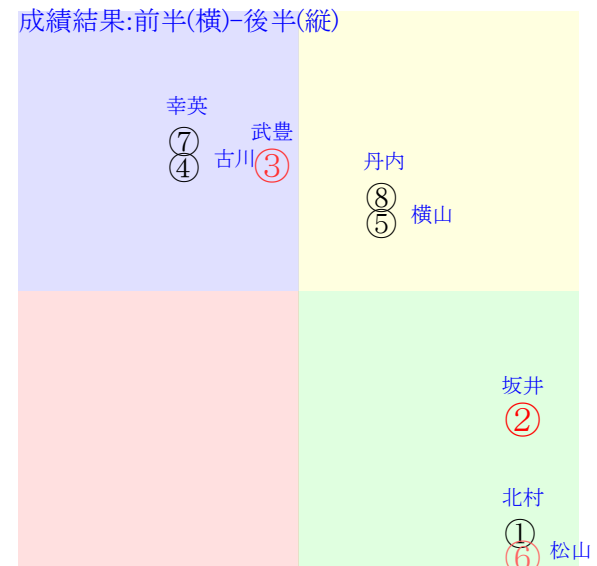 成績結果:前半(横)-後半(縦)
幸英
⑦
武豊
④
古川
③
丹内
⑧
⑤
横山
坂井
②
北村
①
⑥
松山